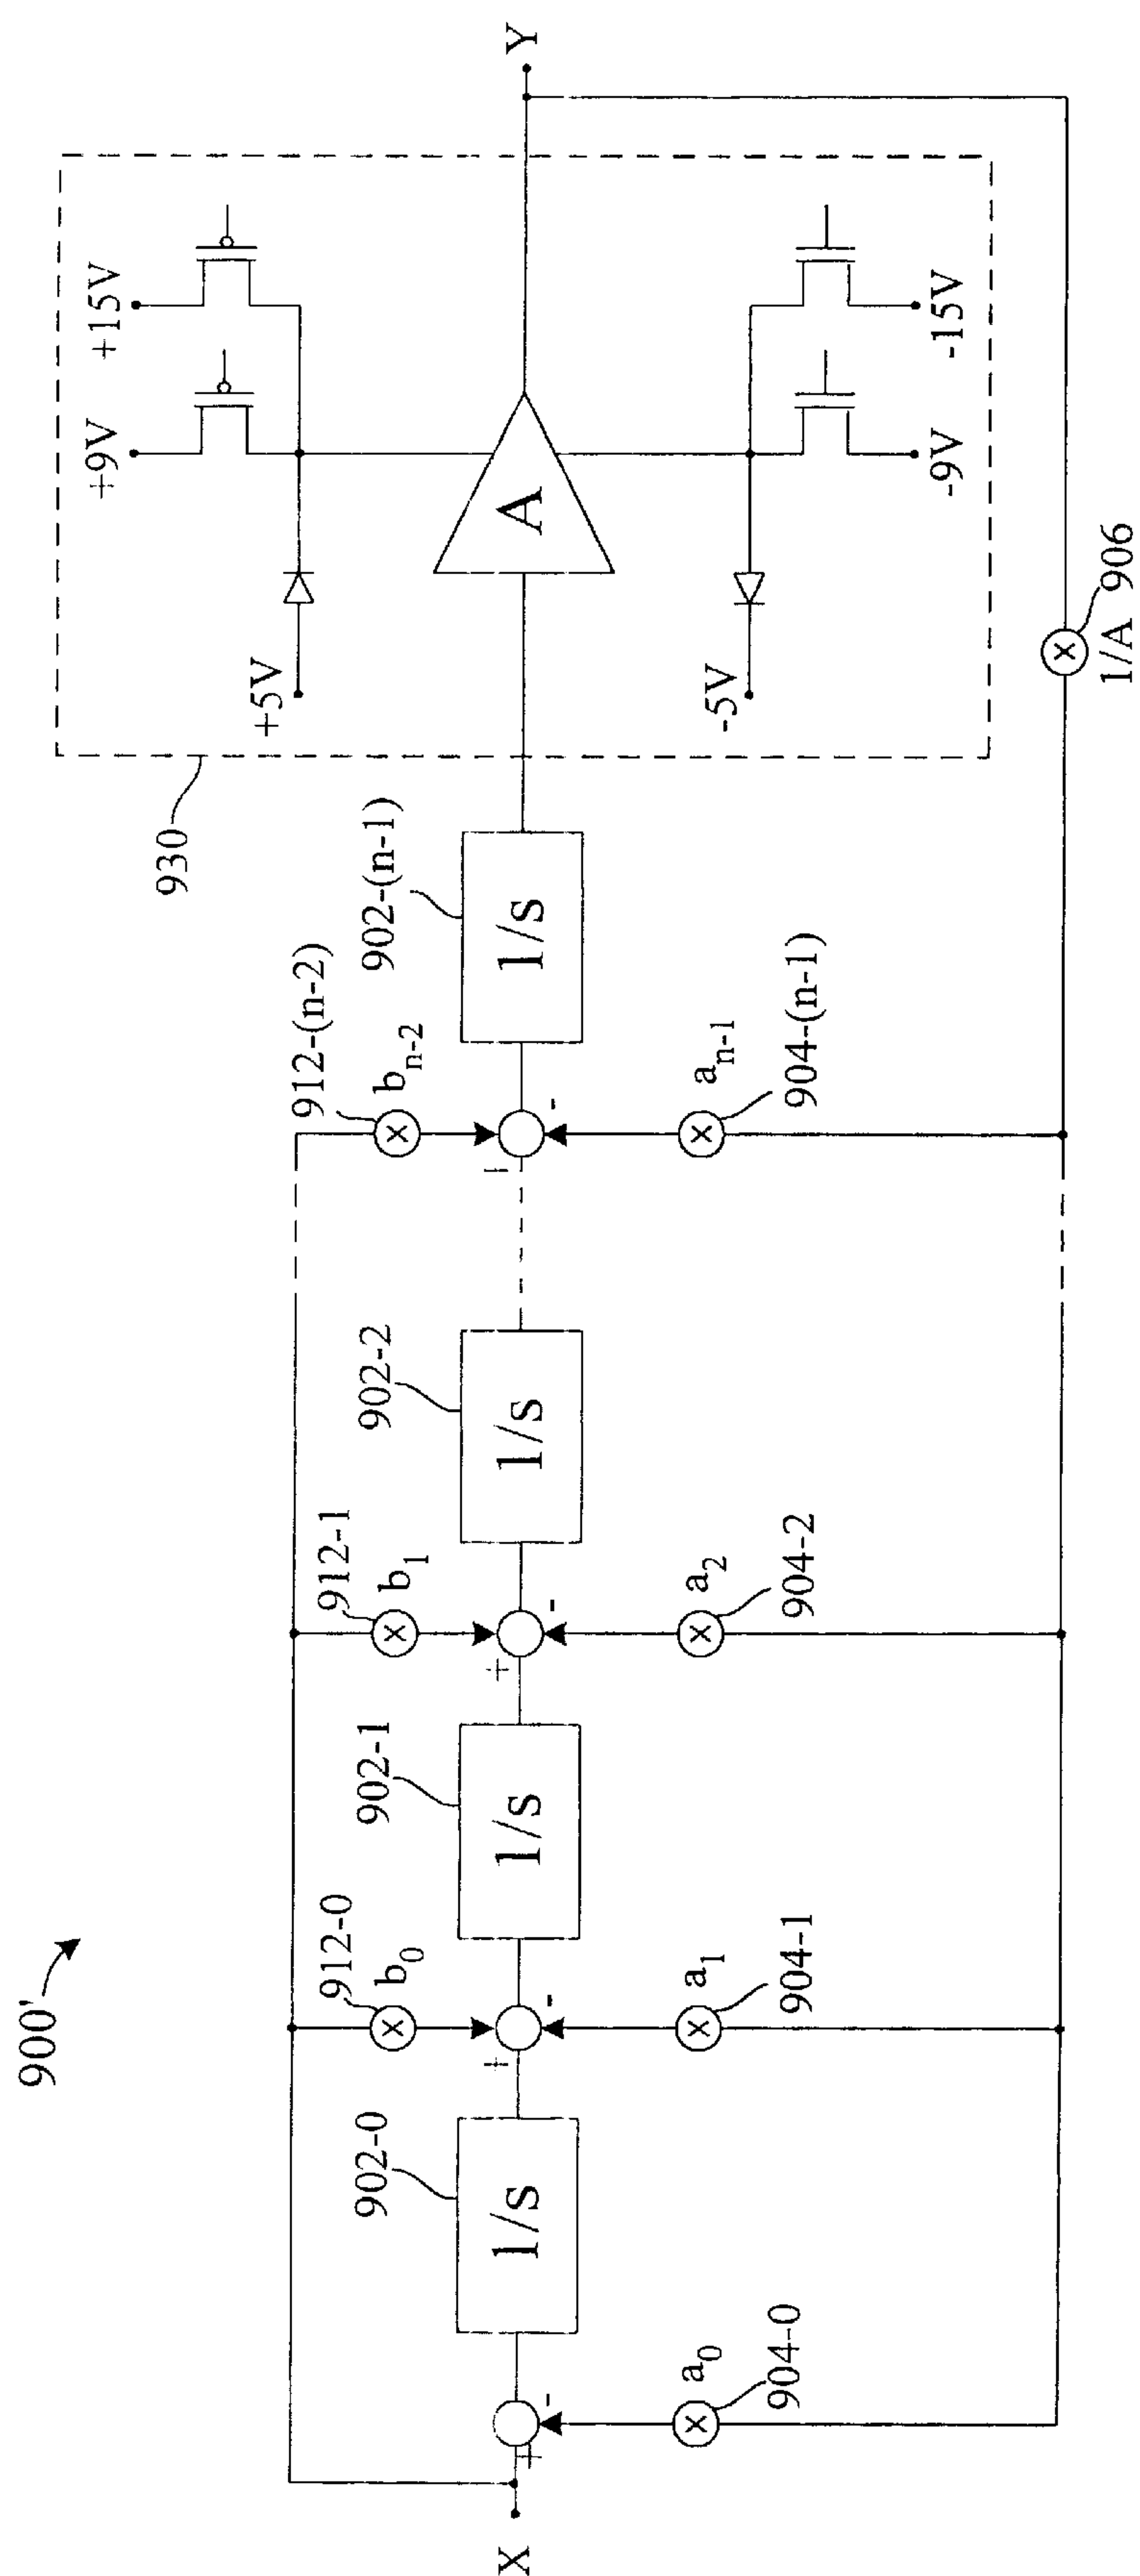 900'
X
Y
930
902-0
902-1
902-2
902-(n-1)
1/s
1/s
1/s
1/s
912-0
912-1
912-(n-2)
b0
b1
bn-2
a0
a1
a2
an-1
904-0
904-1
904-2
904-(n-1)
+
-
+
-
+
-
-
+5V
+9V
+15V
A
-5V
-9V
-15V
1/A 906